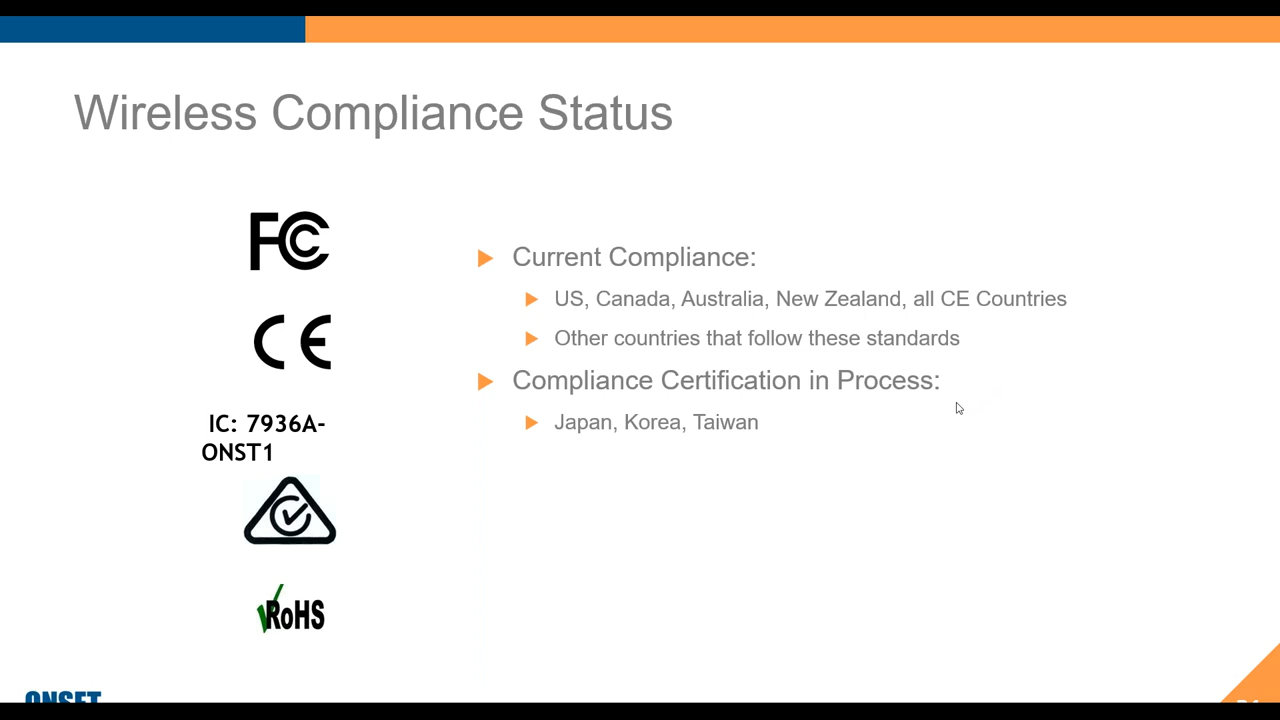 Wireless Compliance Status
FC
CE
IC: 7936A-
ONST1
RoHS
Current Compliance:
US, Canada, Australia, New Zealand, all CE Countries
Other countries that follow these standards
Compliance Certification in Process:
Japan, Korea, Taiwan
ONSET